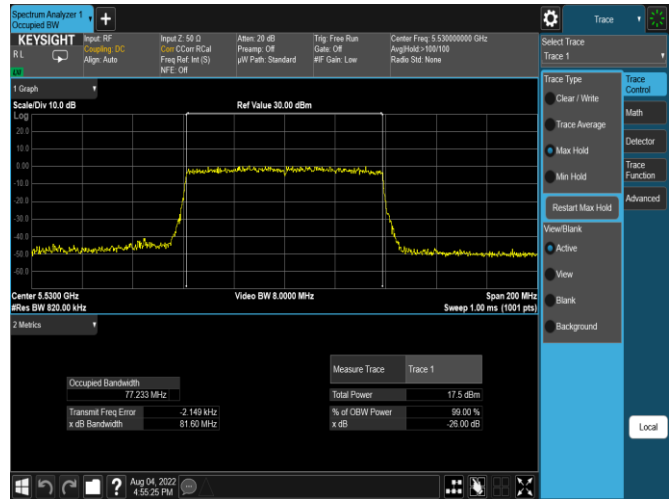 Spectrum Analyzer 1
Occupied BW
+
Trace
KEYSIGHT
R L
LW
Input: RF
Coupling: DC
Align: Auto
Input Z: 50 Ω
Corr CCorr RCal
Freq Ref: Int (S)
NFE: Off
Atten: 20 dB
Preamp: Off
µW Path: Standard
Trig: Free Run
Gate: Off
#IF Gain: Low
Center Freq: 5.530000000 GHz
Avg|Hold:>100/100
Radio Std: None
Select Trace
Trace 1
1 Graph
Scale/Div 10.0 dB
Ref Value 30.00 dBm
Log
20.0
10.0
0.00
-10.0
-20.0
-30.0
-40.0
-50.0
-60.0
Center 5.5300 GHz
Video BW 8.0000 MHz
Span 200 MHz
#Res BW 820.00 kHz
Sweep 1.00 ms (1001 pts)
2 Metrics
Measure Trace
Trace 1
Occupied Bandwidth
77.233 MHz
Total Power
17.5 dBm
Transmit Freq Error
-2.149 kHz
% of OBW Power
99.00 %
x dB Bandwidth
81.60 MHz
x dB
-26.00 dB
Trace Type
Clear / Write
Trace Average
Max Hold
Min Hold
Restart Max Hold
View/Blank
Active
View
Blank
Background
Trace
Control
Math
Detector
Trace
Function
Advanced
Local
?
Aug 04, 2022
4:55:25 PM